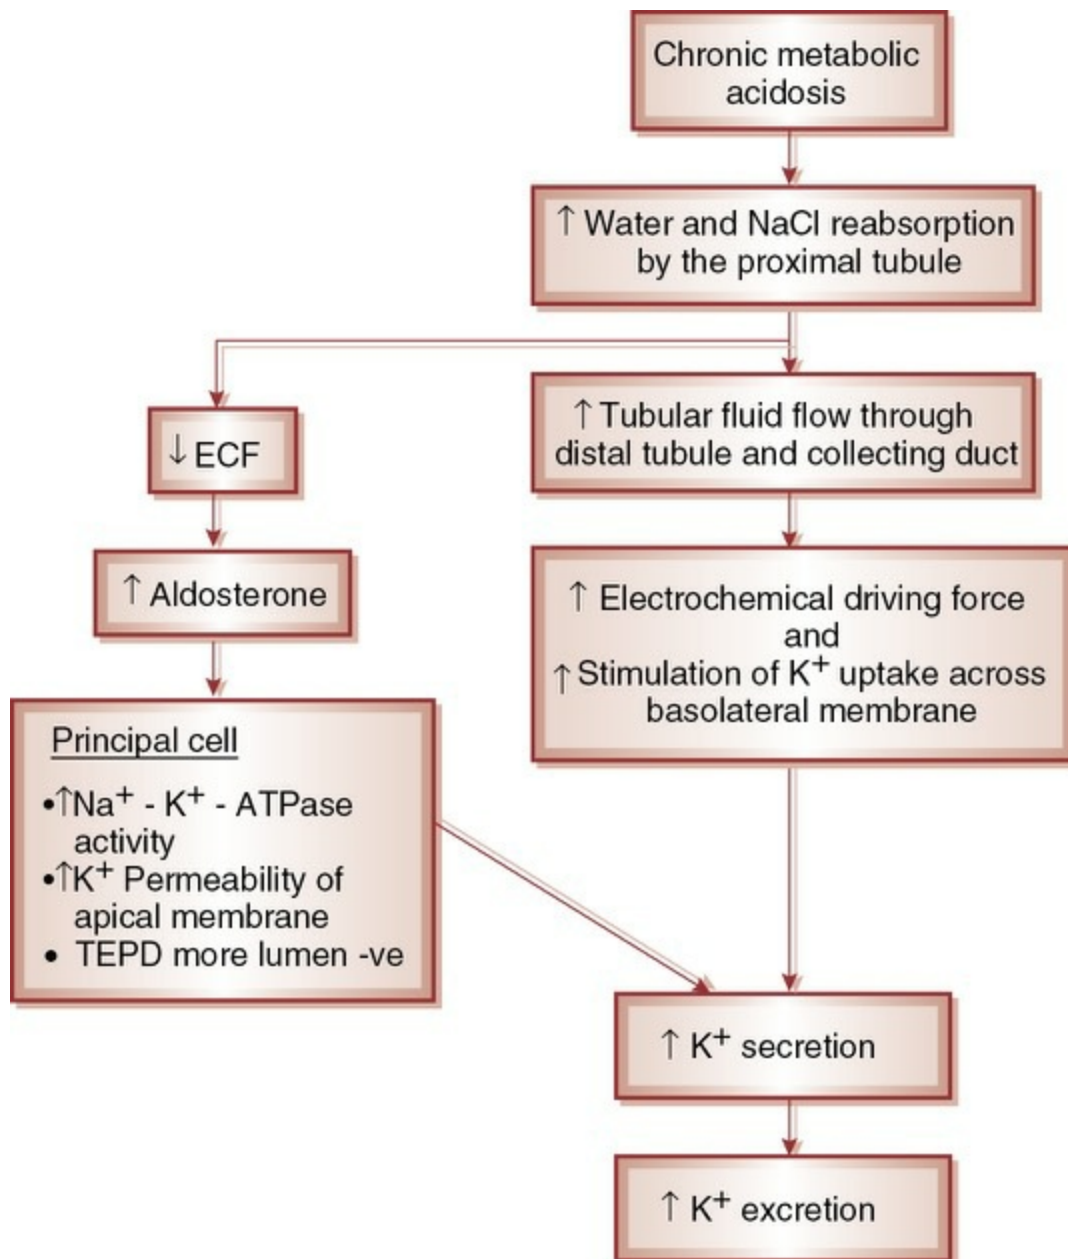 Chronic metabolic
acidosis
↑ Water and NaCl reabsorption
by the proximal tubule
↑ Tubular fluid flow through
distal tubule and collecting duct
↓ ECF
↑ Aldosterone
↑ Electrochemical driving force
and
↑ Stimulation of K⁺ uptake across
basolateral membrane
Principal cell
•↑Na⁺ - K⁺ - ATPase
activity
•↑K⁺ Permeability of
apical membrane
• TEPD more lumen -ve
↑ K⁺ secretion
↑ K⁺ excretion